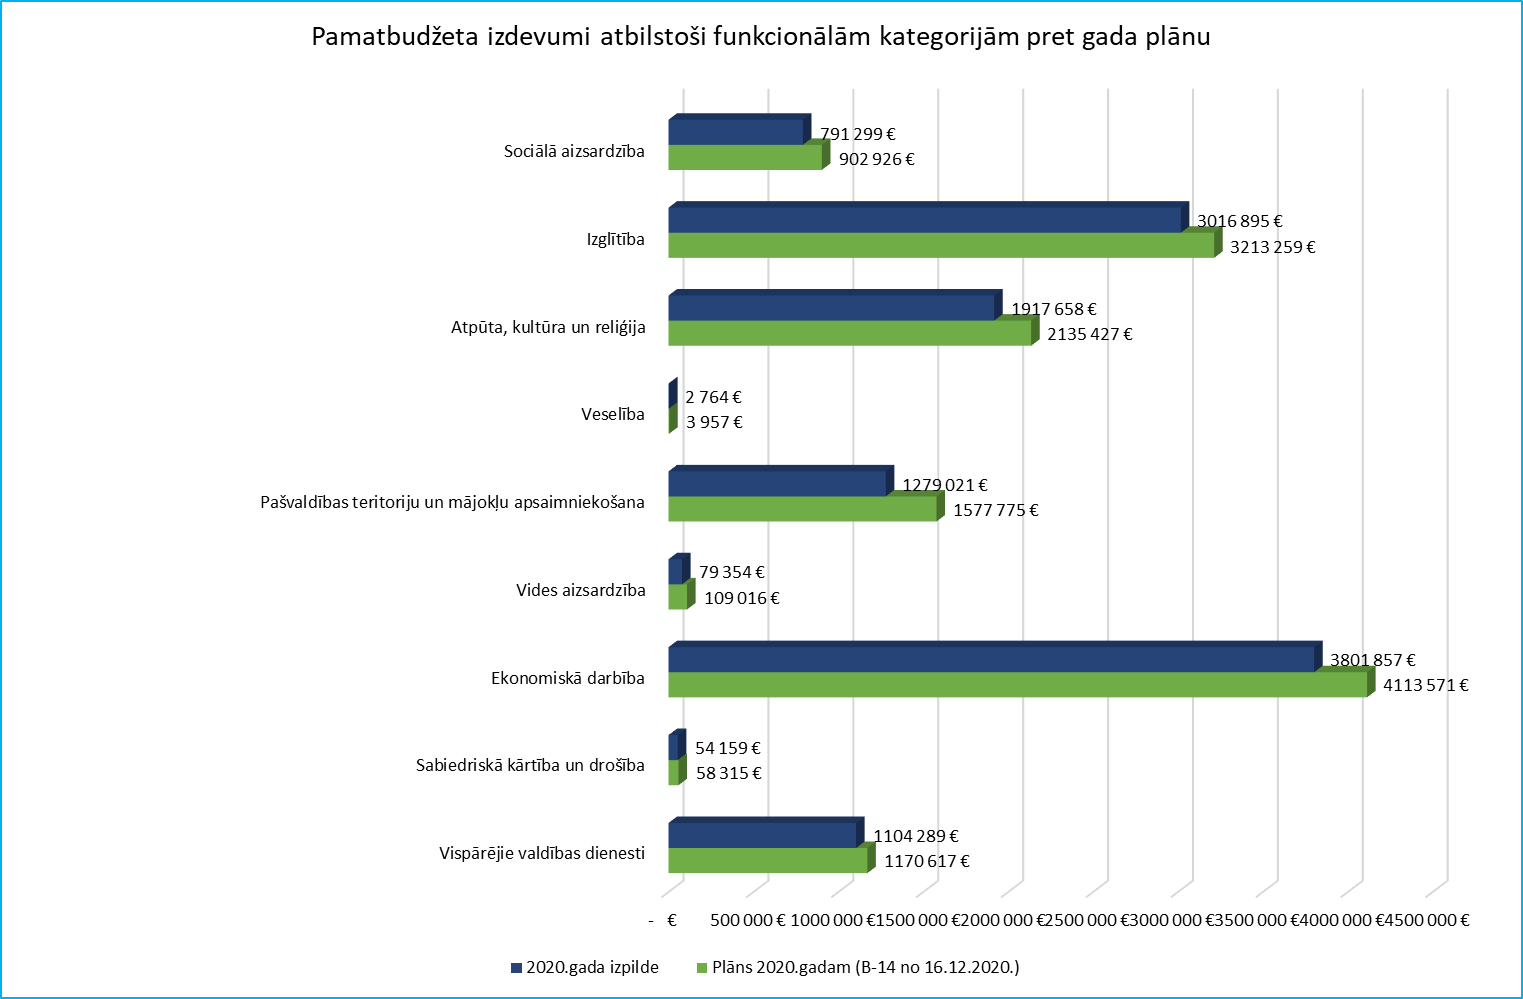 Pamatbudžeta izdevumi atbilstoši funkcionālām kategorijām pret gada plānu
Sociālā aizsardzība
791 299 €
902 926 €
Izglītība
3016 895 €
3213 259 €
Atpūta, kultūra un reliģija
1917 658 €
2135 427 €
Veselība
2 764 €
3 957 €
Pašvaldības teritoriju un mājokļu apsaimniekošana
1279 021 €
1577 775 €
Vides aizsardzība
79 354 €
109 016 €
Ekonomiskā darbība
3801 857 €
4113 571 €
Sabiedriskā kārtība un drošība
54 159 €
58 315 €
Vispārējie valdības dienesti
1104 289 €
1170 617 €
- € 500 000 € 1000 000 € 1500 000 € 2000 000 € 2500 000 € 3000 000 € 3500 000 € 4000 000 € 4500 000 €
2020.gada izpilde Plāns 2020.gadam (B-14 no 16.12.2020.)